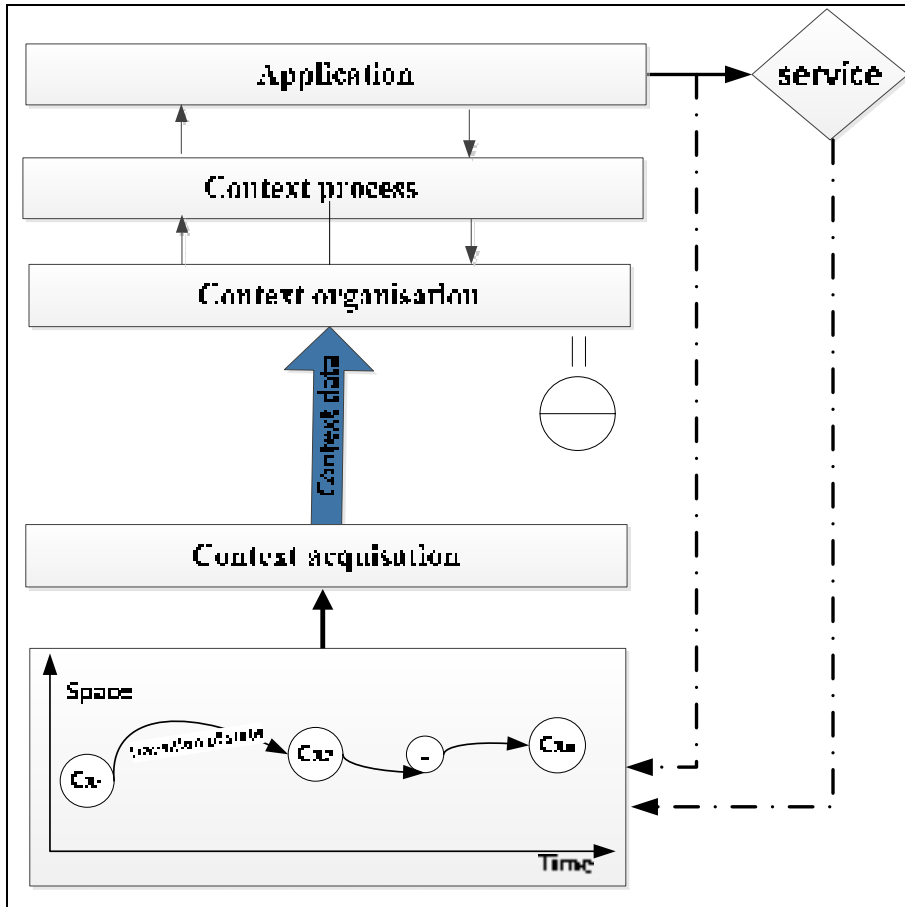 Application
service
Context process
Context organisation
Context data
Context acquisation
Space
Time